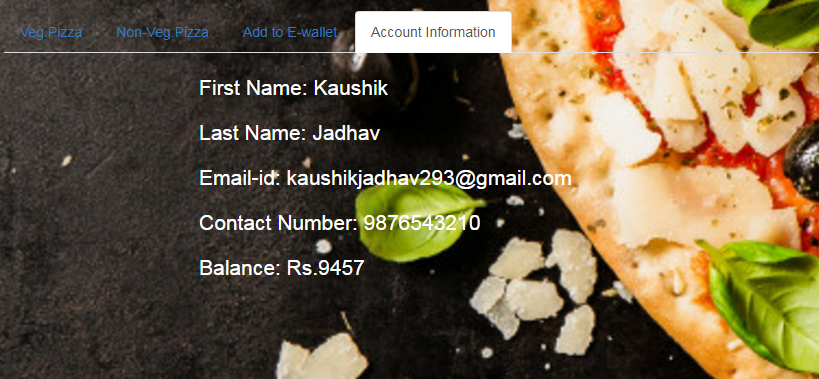 Veg.Pizza Non-Veg.Pizza Add to E-wallet Account Information
First Name: Kaushik
Last Name: Jadhav
Email-id: kaushikjadhav293@gmail.com
Contact Number: 9876543210
Balance: Rs.9457